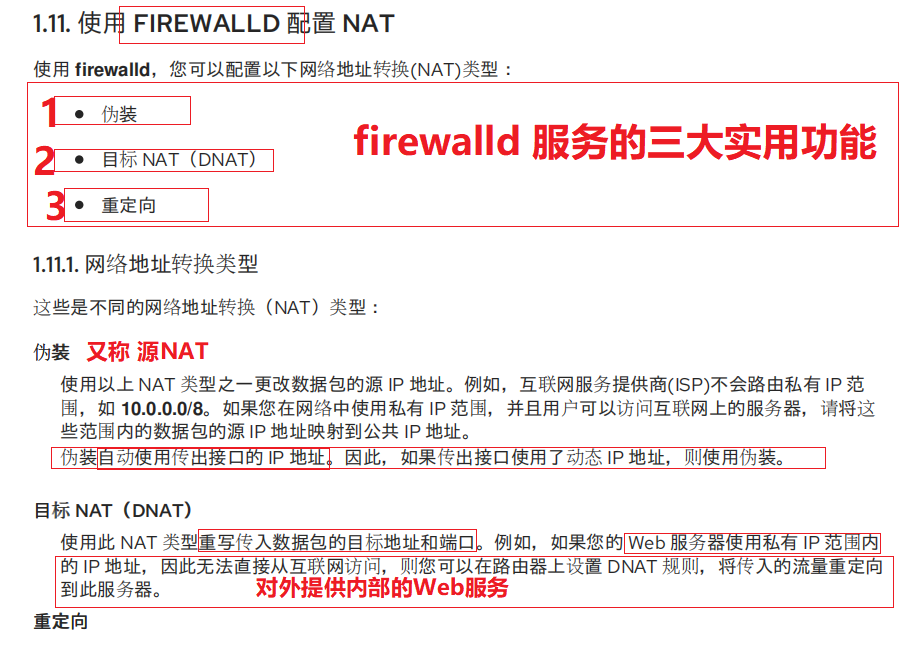 1.11. 使用 FIREWALLD 配置 NAT
使用 firewalld，您可以配置以下网络地址转换(NAT)类型：
1 ● 伪装
firewalld 服务的三大实用功能
2 ● 目标 NAT（DNAT）
3 ● 重定向
1.11.1. 网络地址转换类型
这些是不同的网络地址转换（NAT）类型：
伪装 又称 源NAT
使用以上 NAT 类型之一更改数据包的源 IP 地址。例如，互联网服务提供商(ISP)不会路由私有 IP 范
围，如 10.0.0.0/8。如果您在网络中使用私有 IP 范围，并且用户可以访问互联网上的服务器，请将这
些范围内的数据包的源 IP 地址映射到公共 IP 地址。
伪装自动使用传出接口的 IP 地址。因此，如果传出接口使用了动态 IP 地址，则使用伪装。
目标 NAT（DNAT）
使用此 NAT 类型重写传入数据包的目标地址和端口。例如，如果您的 Web 服务器使用私有 IP 范围内
的 IP 地址，因此无法直接从互联网访问，则您可以在路由器上设置 DNAT 规则，将传入的流量重定向
到此服务器。 对外提供内部的Web服务
重定向